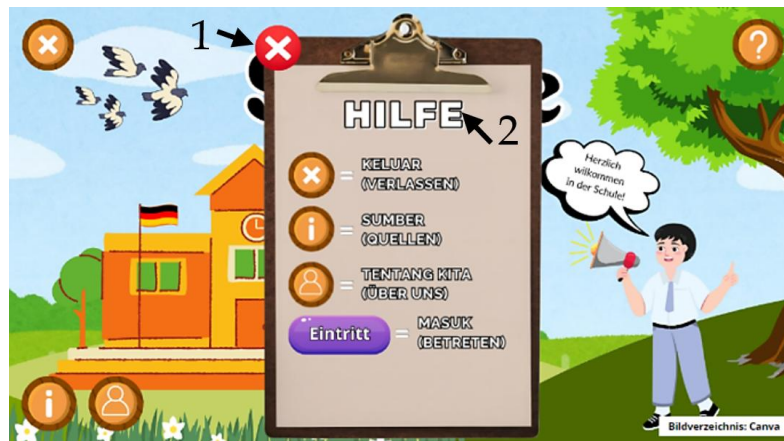 1
HILFE
2
= KELUAR
(VERLASSEN)
i = SUMBER
(QUELLEN)
= TENTANG KITA
(ÜBER UNS)
Eintritt = MASUK
(BETRETEN)
?
Herzlich
wilkommen
in der Schule!
i
Bildverzeichnis: Canva